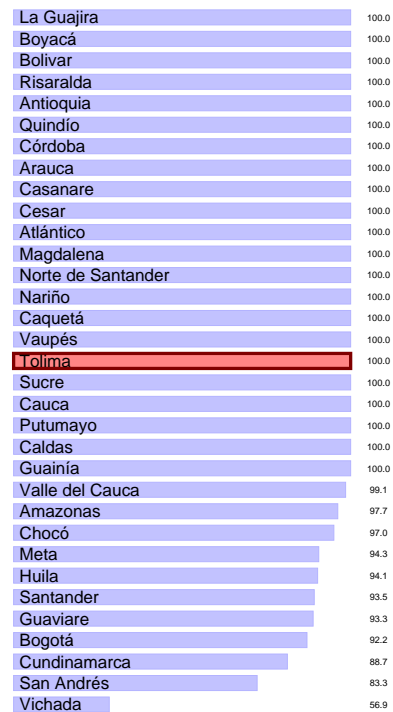 La Guajira 100.0
Boyacá 100.0
Bolivar 100.0
Risaralda 100.0
Antioquia 100.0
Quindío 100.0
Córdoba 100.0
Arauca 100.0
Casanare 100.0
Cesar 100.0
Atlántico 100.0
Magdalena 100.0
Norte de Santander 100.0
Nariño 100.0
Caquetá 100.0
Vaupés 100.0
Tolima 100.0
Sucre 100.0
Cauca 100.0
Putumayo 100.0
Caldas 100.0
Guainía 100.0
Valle del Cauca 99.1
Amazonas 97.7
Chocó 97.0
Meta 94.3
Huila 94.1
Santander 93.5
Guaviare 93.3
Bogotá 92.2
Cundinamarca 88.7
San Andrés 83.3
Vichada 56.9